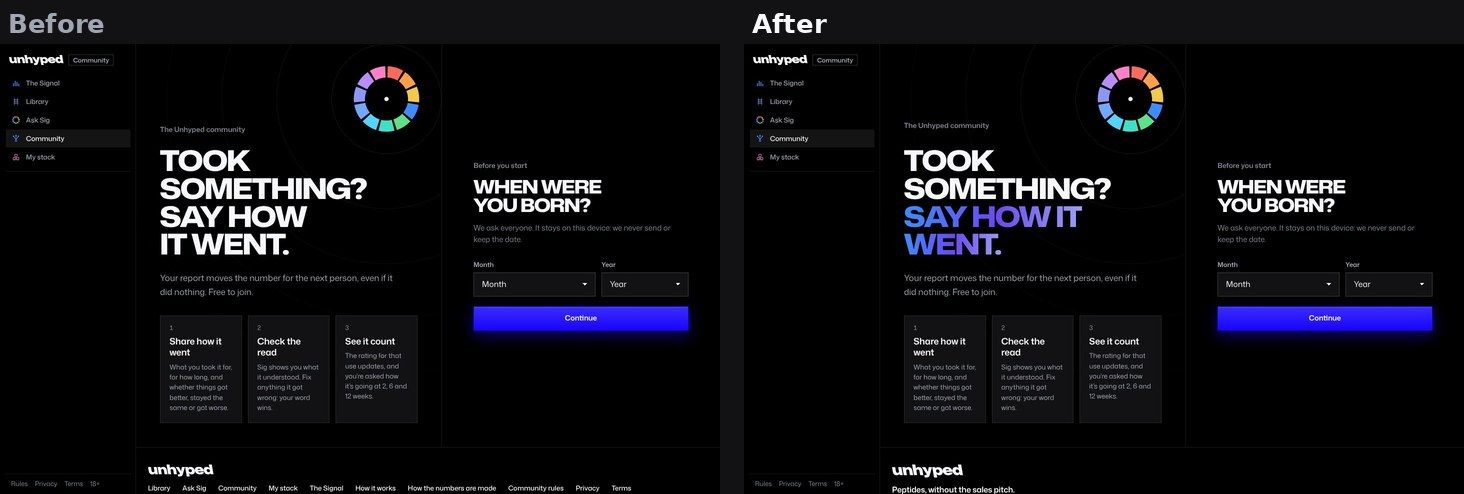 Before
unhyped Community
The Signal
Library
Ask Sig
Community
My stack
The Unhyped community
TOOK
SOMETHING?
SAY HOW
IT WENT.
Your report moves the number for the next person, even if it
did nothing. Free to join.
1
Share how it
went
What you took it for,
for how long, and
whether things got
better, stayed the
same or got worse.
2
Check the
read
Sig shows you what
it understood. Fix
anything it got
wrong: your word
wins.
3
See it count
The rating for that
use updates, and
you're asked how
it's going at 2, 6 and
12 weeks.
Before you start
WHEN WERE
YOU BORN?
We ask everyone. It stays on this device: we never send or
keep the date.
Month Year
Month Year
Continue
Rules Privacy Terms 18+
unhyped
Library Ask Sig Community My stack The Signal How it works How the numbers are made Community rules Privacy Terms
After
unhyped Community
The Signal
Library
Ask Sig
Community
My stack
The Unhyped community
TOOK
SOMETHING?
SAY HOW IT
WENT.
Your report moves the number for the next person, even if it
did nothing. Free to join.
1
Share how it
went
What you took it for,
for how long, and
whether things got
better, stayed the
same or got worse.
2
Check the
read
Sig shows you what
it understood. Fix
anything it got
wrong: your word
wins.
3
See it count
The rating for that
use updates, and
you're asked how
it's going at 2, 6 and
12 weeks.
Before you start
WHEN WERE
YOU BORN?
We ask everyone. It stays on this device: we never send or
keep the date.
Month Year
Month Year
Continue
Rules Privacy Terms 18+
unhyped
Peptides, without the sales pitch.